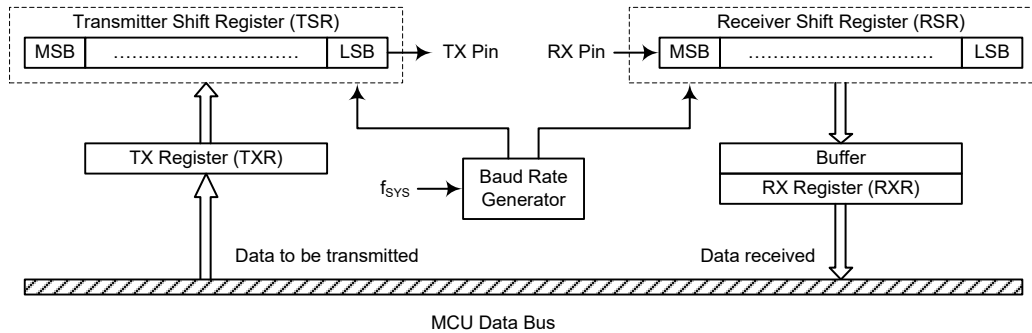 Transmitter Shift Register (TSR)
MSB
…………………………
LSB
TX Pin
RX Pin
Receiver Shift Register (RSR)
MSB
…………………………
LSB
TX Register (TXR)
fSYS
Baud Rate
Generator
Buffer
RX Register (RXR)
Data to be transmitted
Data received
MCU Data Bus